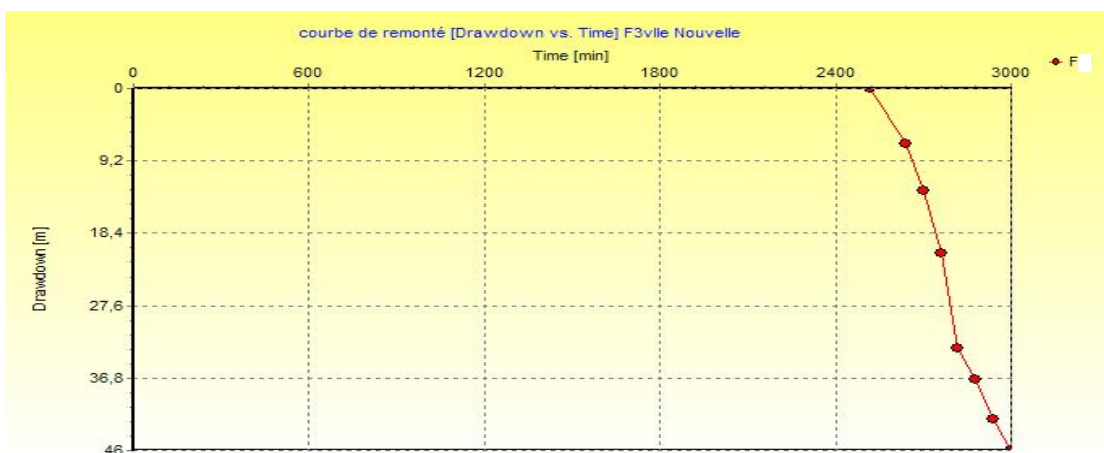 courbe de remonté [Drawdown vs. Time] F3vlle Nouvelle
Time [min]
0 600 1200 1800 2400 3000
F
Drawdown [m]
0
9,2
18,4
27,6
36,8
46